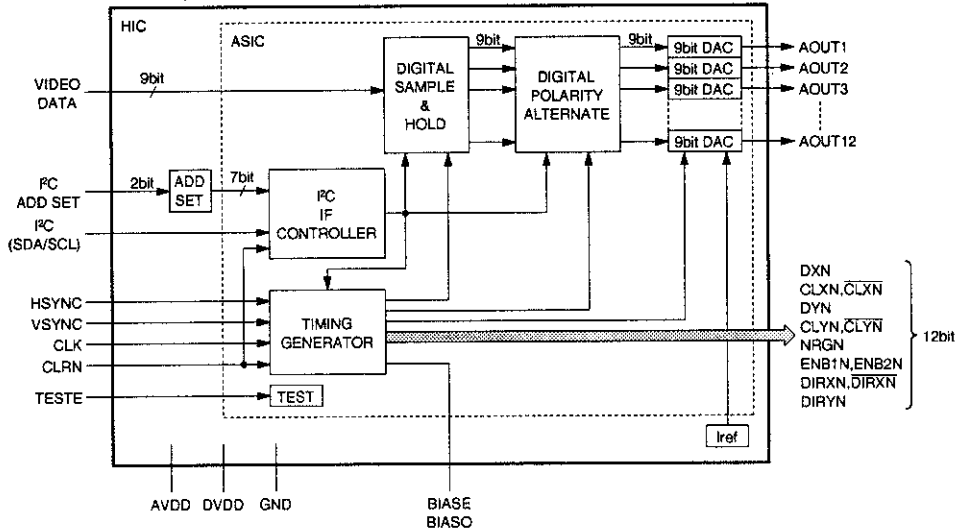 HIC
ASIC
VIDEO
DATA
9bit
DIGITAL
SAMPLE
&
HOLD
9bit
DIGITAL
POLARITY
ALTERNATE
9bit
9bit DAC
9bit DAC
9bit DAC
9bit DAC
AOUT1
AOUT2
AOUT3
AOUT12
I²C
ADD SET
2bit
ADD
SET
7bit
I²C
IF
CONTROLLER
I²C
(SDA/SCL)
HSYNC
VSYNC
CLK
CLRN
TESTE
TIMING
GENERATOR
TEST
DXN
CLXN,C̅L̅X̅N̅
DYN
CLYN,C̅L̅Y̅N̅
NRGN
ENB1N,ENB2N
DIRXN,D̅I̅R̅X̅N̅
DIRYN
12bit
Iref
AVDD DVDD GND
BIASE
BIASO